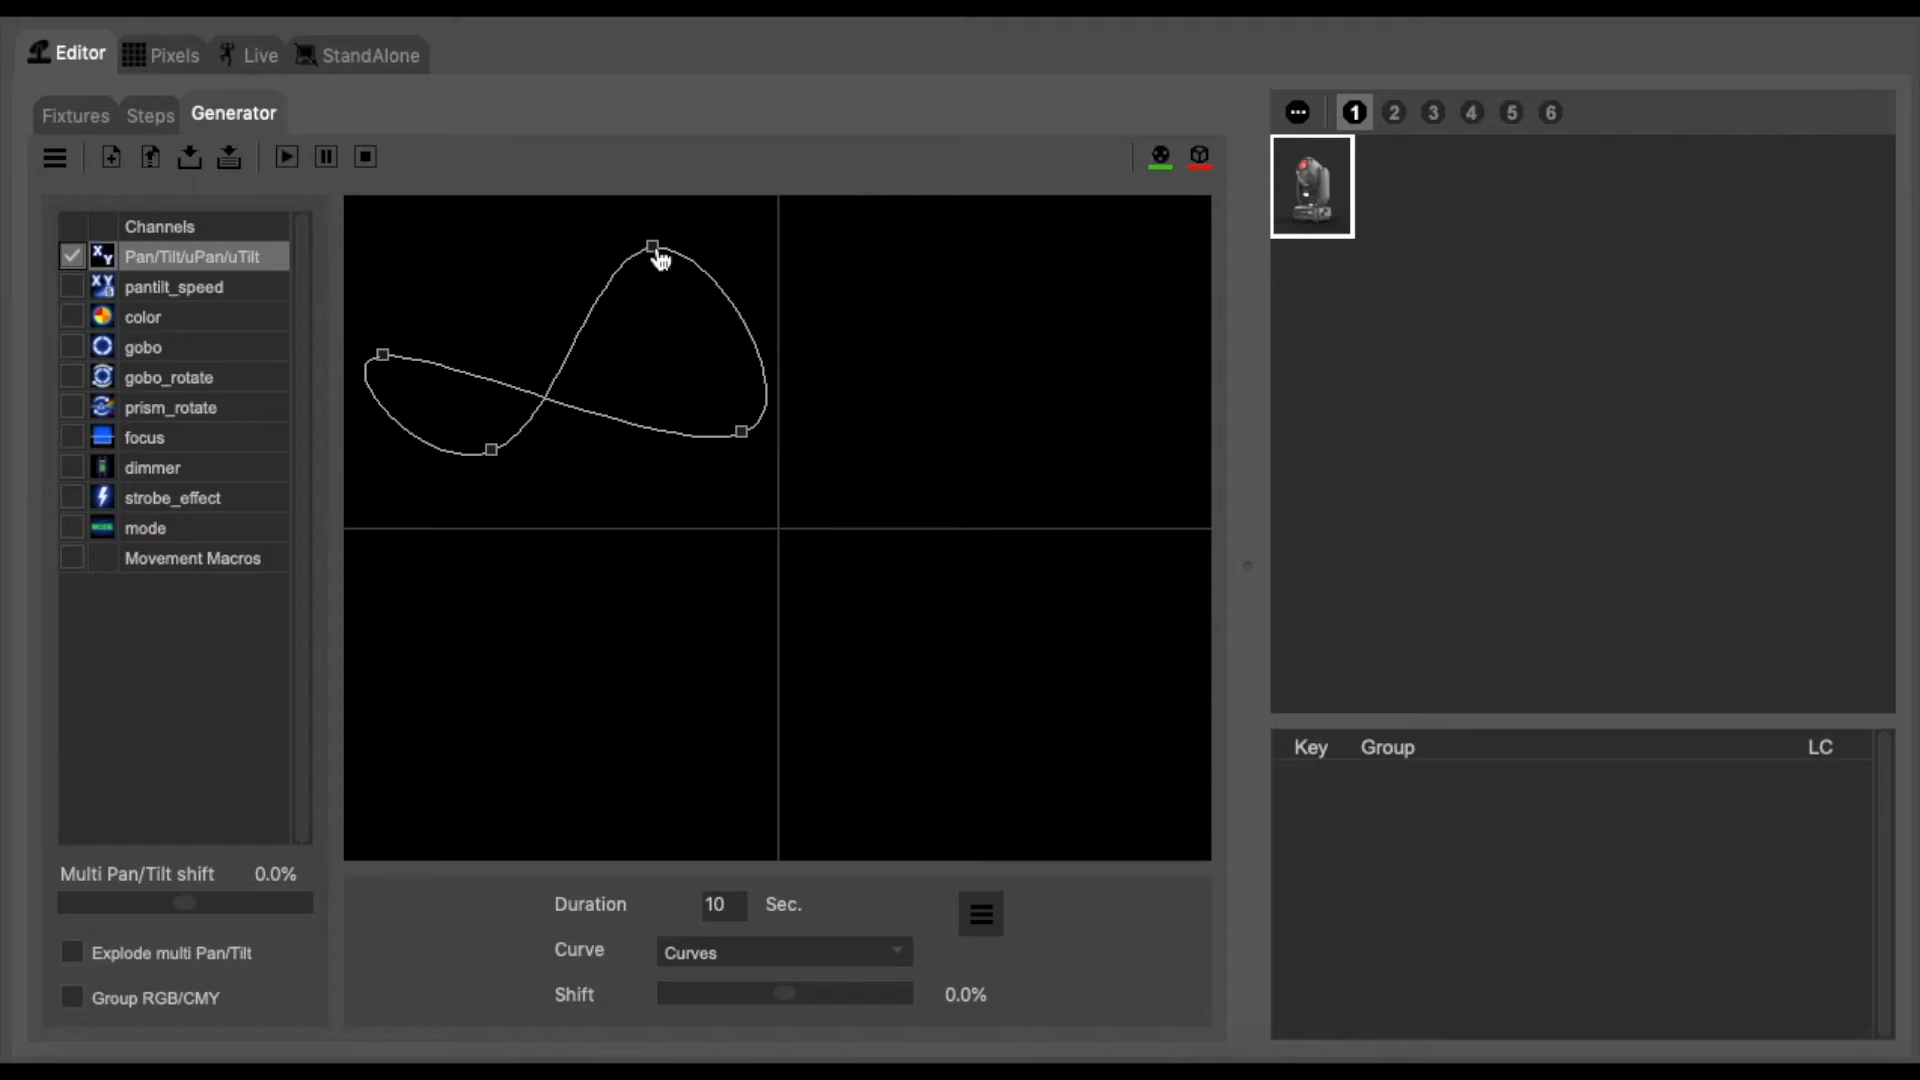 Editor Pixels Live StandAlone
Fixtures Steps Generator
1 2 3 4 5 6
Channels
Pan/Tilt/uPan/uTilt
pantilt_speed
color
gobo
gobo_rotate
prism_rotate
focus
dimmer
strobe_effect
MODE mode
Movement Macros
Key Group LC
Multi Pan/Tilt shift 0.0%
Explode multi Pan/Tilt
Group RGB/CMY
Duration 10 Sec.
Curve Curves
Shift 0.0%